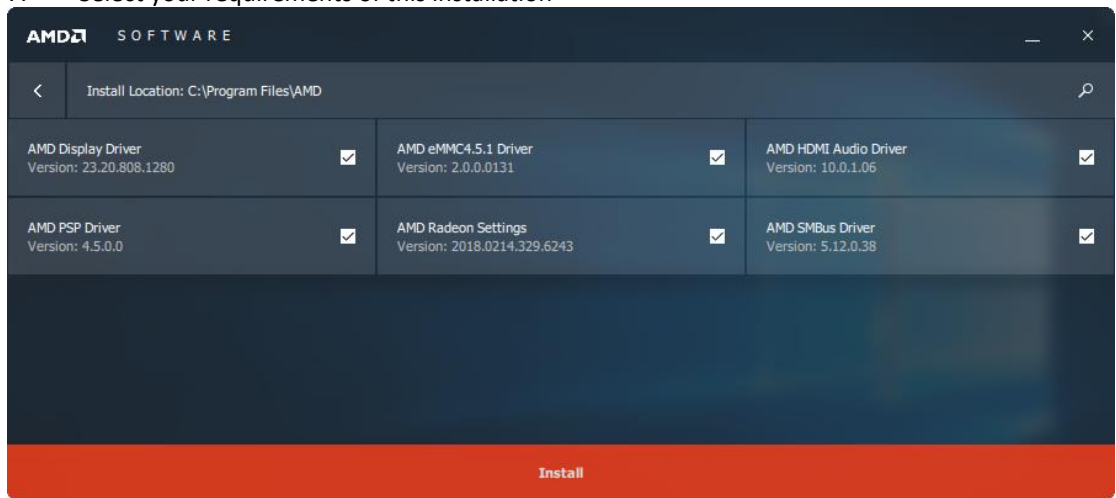 Select your requirements of this installation
AMD SOFTWARE
Install Location: C:\Program Files\AMD
AMD Display Driver
Version: 23.20.808.1280
AMD eMMC4.5.1 Driver
Version: 2.0.0.0131
AMD HDMI Audio Driver
Version: 10.0.1.06
AMD PSP Driver
Version: 4.5.0.0
AMD Radeon Settings
Version: 2018.0214.329.6243
AMD SMBus Driver
Version: 5.12.0.38
Install